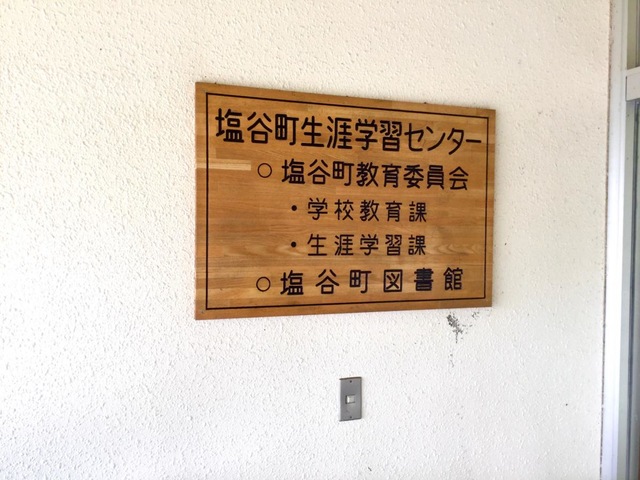 塩谷町生涯学習センター
○塩谷町教育委員会
・学校教育課
・生涯学習課
○塩谷町図書館